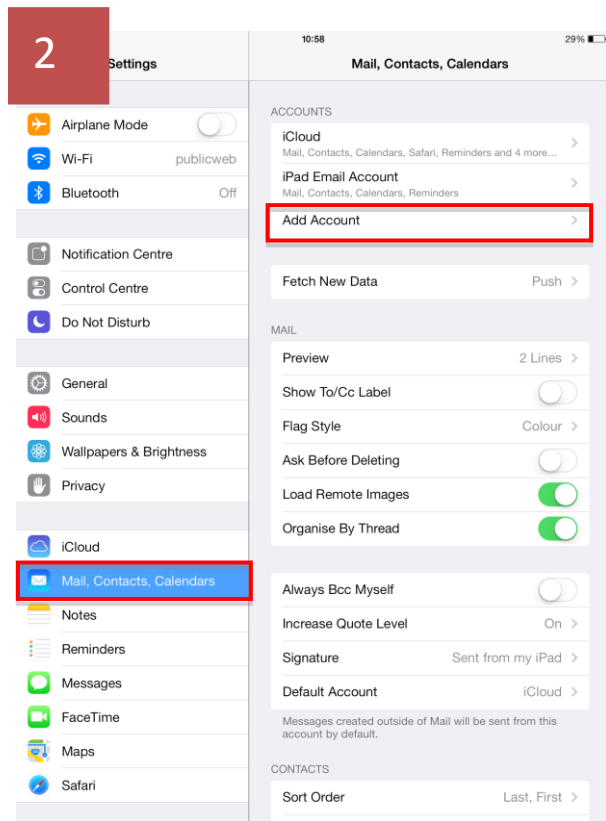 2
Settings
Airplane Mode
Wi-Fi publicweb
Bluetooth Off
Notification Centre
Control Centre
Do Not Disturb
General
Sounds
Wallpapers & Brightness
Privacy
iCloud
Mail, Contacts, Calendars
Notes
Reminders
Messages
FaceTime
Maps
Safari
10:58 29%
Mail, Contacts, Calendars
ACCOUNTS
iCloud
Mail, Contacts, Calendars, Safari, Reminders and 4 more...
iPad Email Account
Mail, Contacts, Calendars, Reminders
Add Account
Fetch New Data Push
MAIL
Preview 2 Lines
Show To/Cc Label
Flag Style Colour
Ask Before Deleting
Load Remote Images
Organise By Thread
Always Bcc Myself
Increase Quote Level On
Signature Sent from my iPad
Default Account iCloud
Messages created outside of Mail will be sent from this
account by default.
CONTACTS
Sort Order Last, First